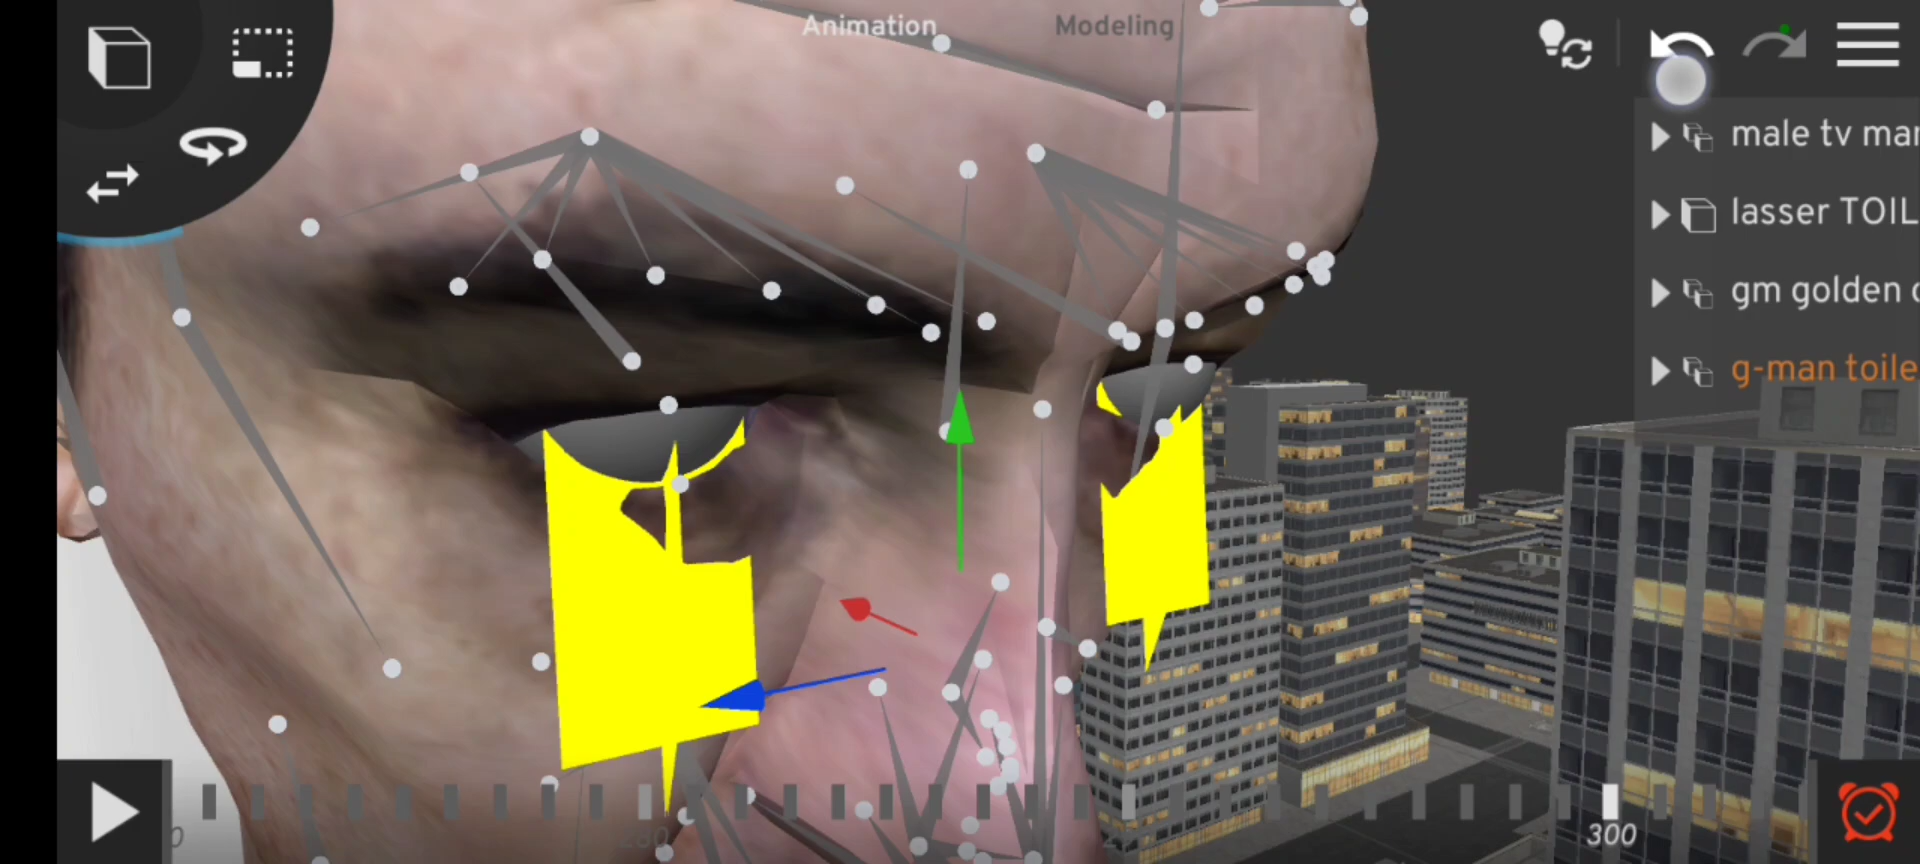 Animation
Modeling
male tv mar
lasser TOIL
gm golden
g-man toile
300